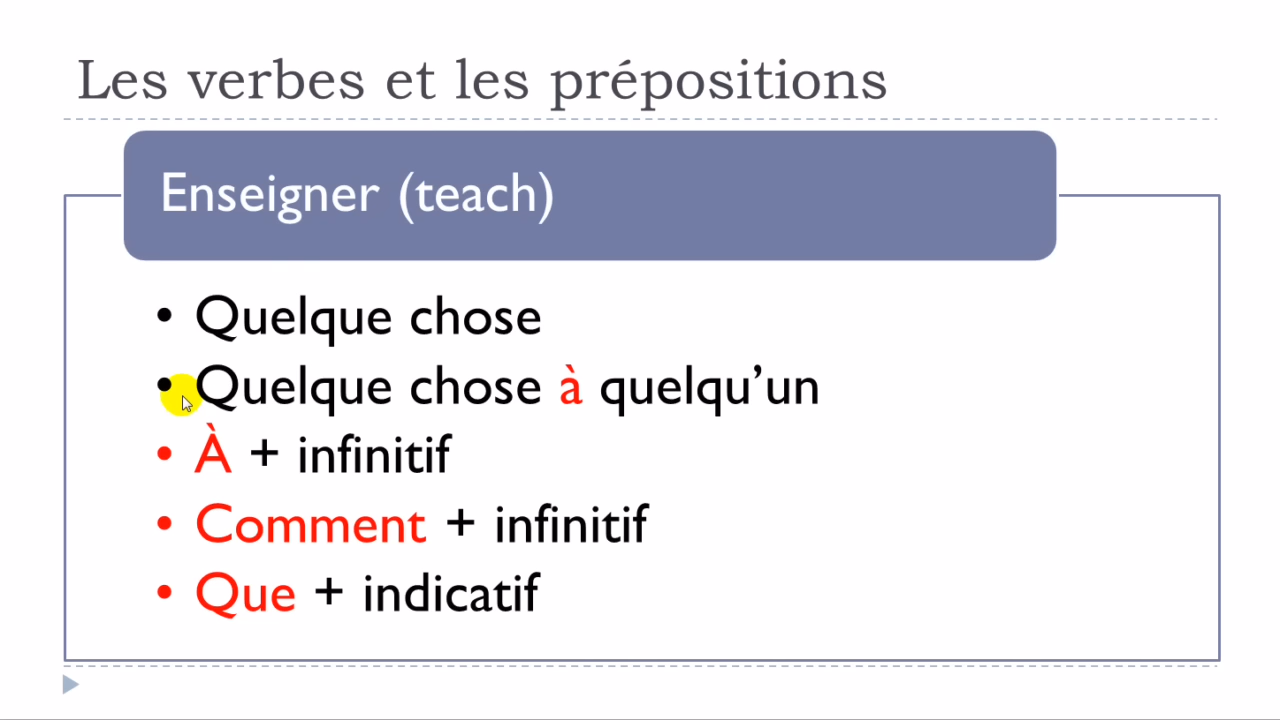 Les verbes et les prépositions
Enseigner (teach)
• Quelque chose
• Quelque chose à quelqu’un
• À + infinitif
• Comment + infinitif
• Que + indicatif